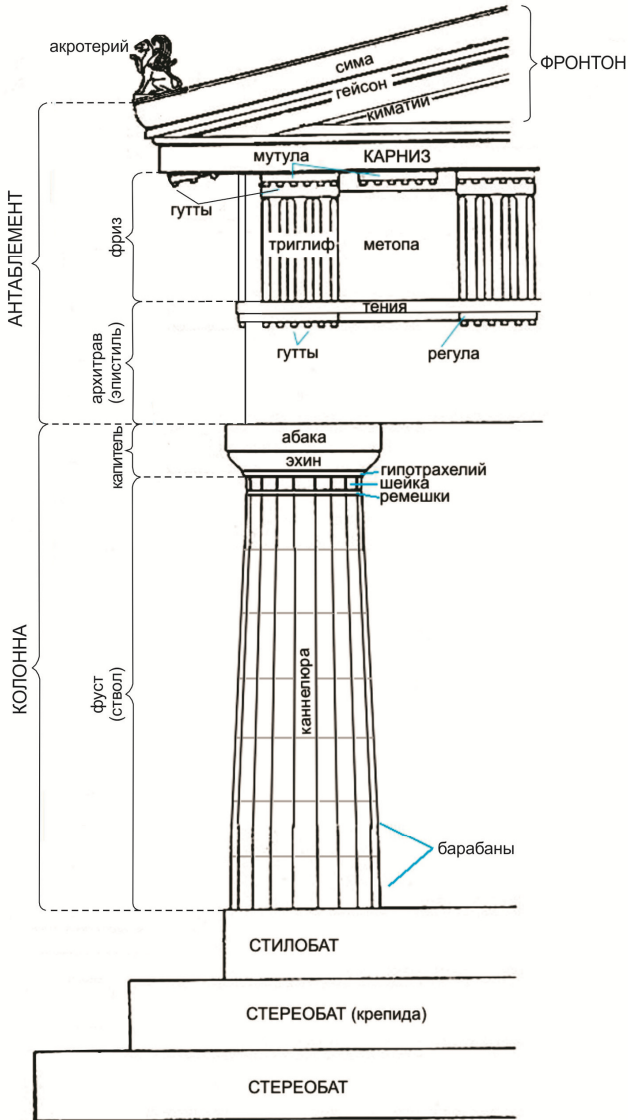 акротерий
сима
ФРОНТОН
гейсон
киматий
мутула КАРНИЗ
гутты
АНТАБЛЕМЕНТ
фриз
триглиф метопа
тения
гутты
регула
архитрав
(эпистиль)
капитель
абака
эхин
гипотрахелий
шейка
ремешки
КОЛОННА
фуст
(ствол)
каннелюра
барабаны
СТИЛОБАТ
СТЕРЕОБАТ (крепида)
СТЕРЕОБАТ